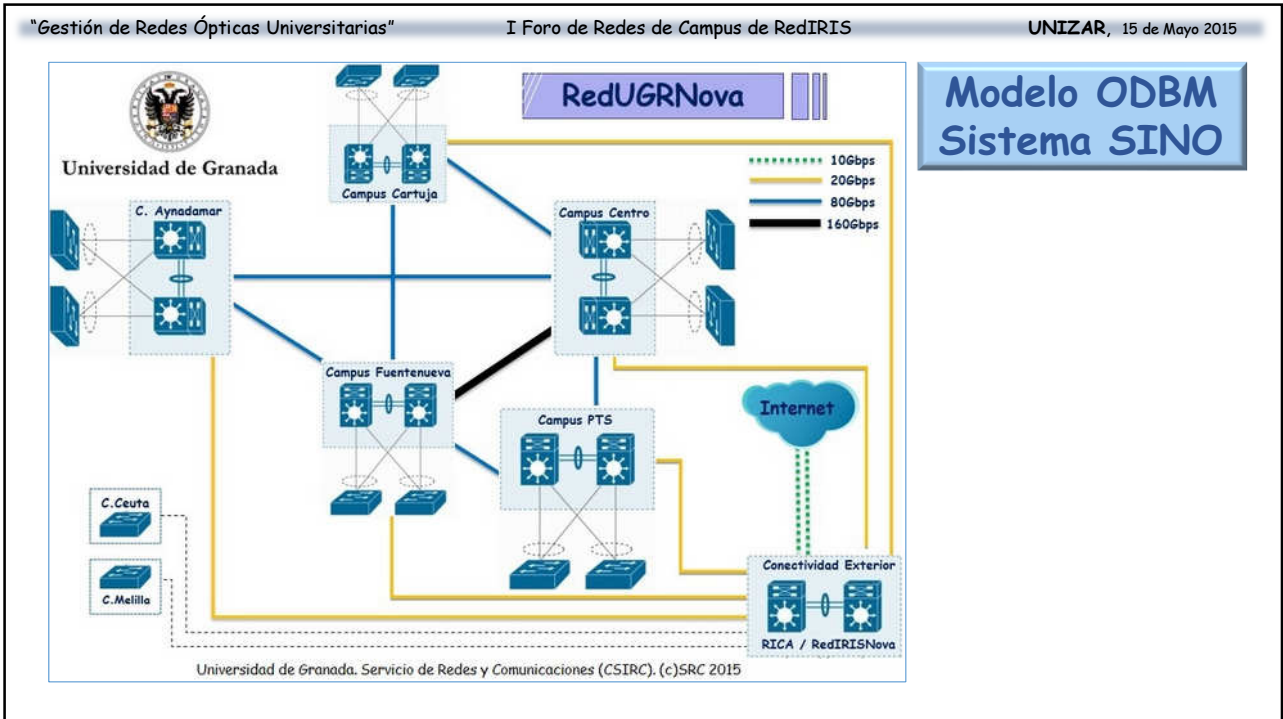 "Gestión de Redes Ópticas Universitarias" I Foro de Redes de Campus de RedIRIS UNIZAR, 15 de Mayo 2015
Modelo ODBM
Sistema SINO
RedUGRNova
Universidad de Granada
10Gbps
20Gbps
80Gbps
160Gbps
Campus Cartuja
C. Aynadamar
Campus Centro
Campus Fuentenueva
Campus PTS
Internet
C.Ceuta
C.Melilla
Conectividad Exterior
RICA / RedIRISNova
Universidad de Granada. Servicio de Redes y Comunicaciones (CSIRC). (c)SRC 2015